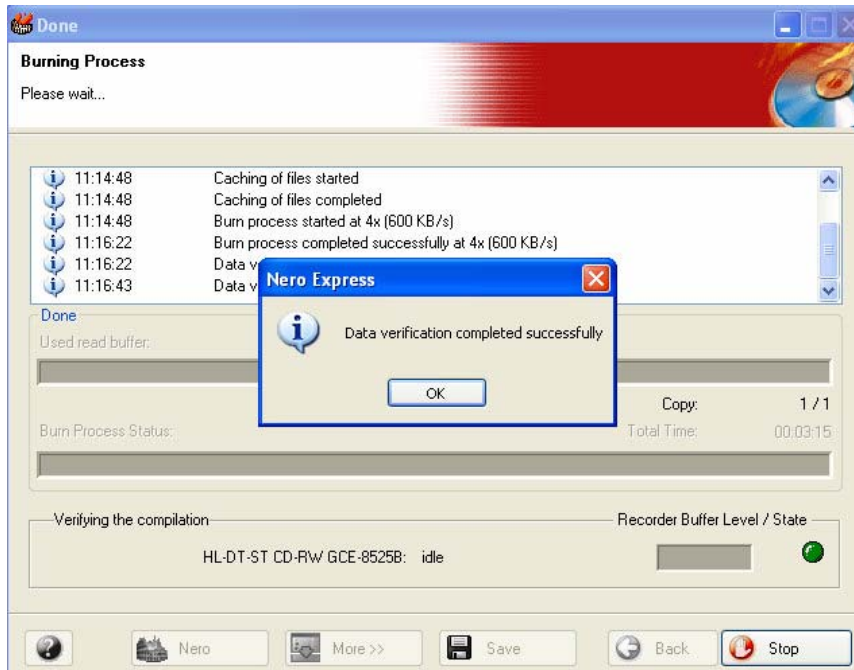 Done
Burning Process
Please wait...
11:14:48 Caching of files started
11:14:48 Caching of files completed
11:14:48 Burn process started at 4x (600 KB/s)
11:16:22 Burn process completed successfully at 4x (600 KB/s)
11:16:22 Data v
11:16:43 Data v
Nero Express
Data verification completed successfully
OK
Done
Used read buffer:
Copy: 1 / 1
Burn Process Status: Total Time: 00:03:15
Verifying the compilation Recorder Buffer Level / State
HL-DT-ST CD-RW GCE-8525B: idle
Nero More >> Save Back Stop